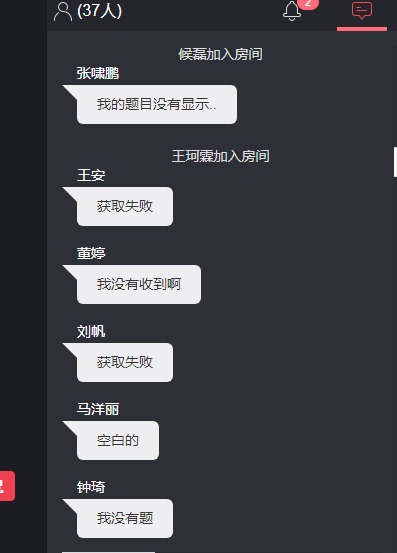 (37人)
2
候磊加入房间
张啸鹏
我的题目没有显示..
王珂霖加入房间
王安
获取失败
董婷
我没有收到啊
刘帆
获取失败
马洋丽
空白的
钟琦
我没有题